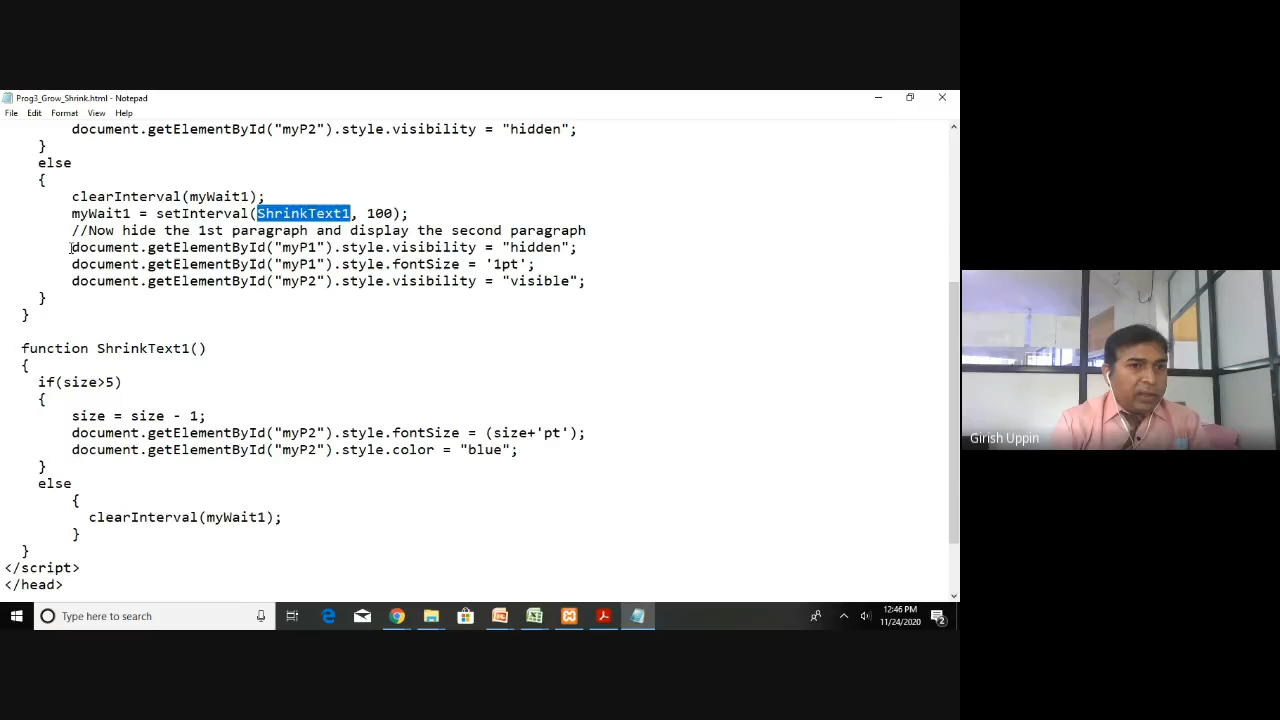 Prog3_Grow_Shrink.html - Notepad
File Edit Format View Help
document.getElementById("myP2").style.visibility = "hidden";
}
else
{
clearInterval(myWait1);
myWait1 = setInterval(ShrinkText1, 100);
//Now hide the 1st paragraph and display the second paragraph
document.getElementById("myP1").style.visibility = "hidden";
document.getElementById("myP1").style.fontSize = '1pt';
document.getElementById("myP2").style.visibility = "visible";
}
}
function ShrinkText1()
{
if(size>5)
{
size = size - 1;
document.getElementById("myP2").style.fontSize = (size+'pt');
document.getElementById("myP2").style.color = "blue";
}
else
{
clearInterval(myWait1);
}
}
</script>
</head>
Girish Uppin
Type here to search
12:46 PM
11/24/2020
2